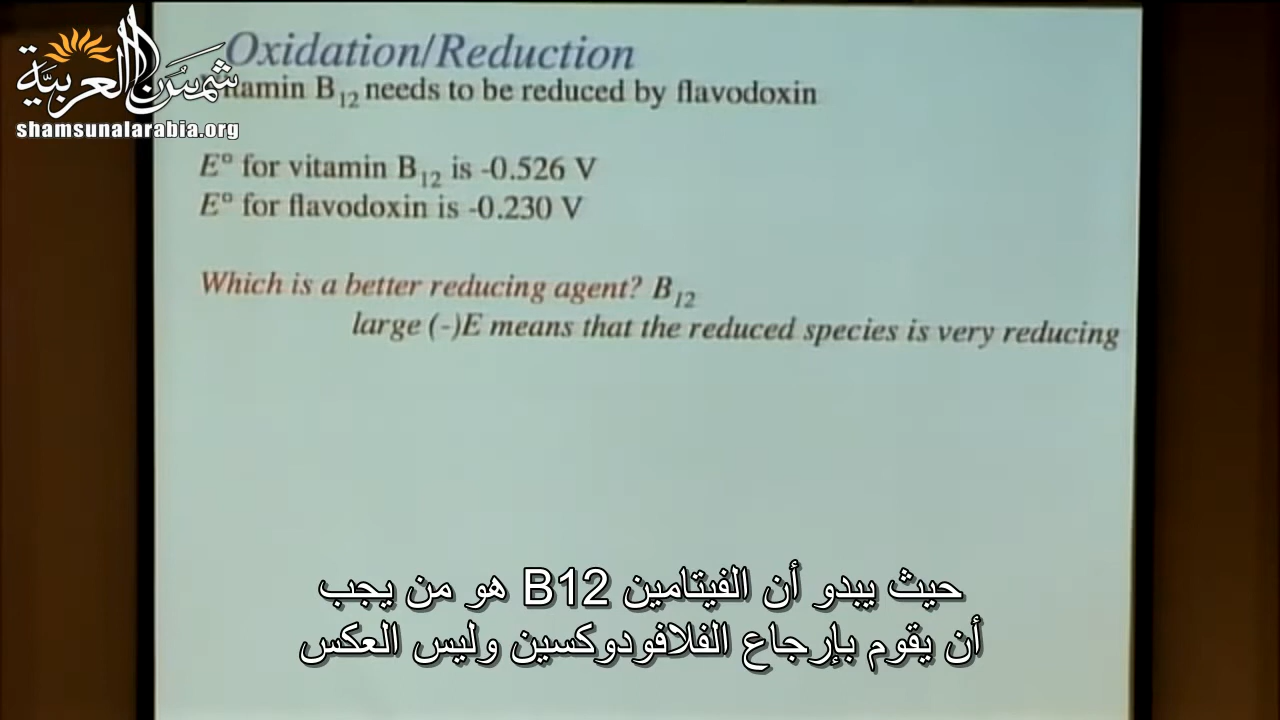 شمس العربية
shamsunalarabia.org
Oxidation/Reduction
tamin B12 needs to be reduced by flavodoxin
E° for vitamin B12 is -0.526 V
E° for flavodoxin is -0.230 V
Which is a better reducing agent? B12
large (-)E means that the reduced species is very reducing
حيث يبدو أن الفيتامين B12 هو من يجب
أن يقوم بإرجاع الفلافودوكسين وليس العكس